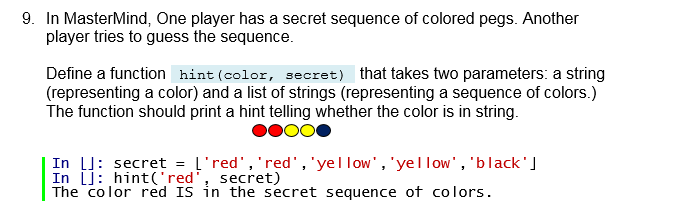 9. In MasterMind, One player has a secret sequence of colored pegs. Another
player tries to guess the sequence.
Define a function hint(color, secret) that takes two parameters: a string
(representing a color) and a list of strings (representing a sequence of colors.)
The function should print a hint telling whether the color is in string.
In []: secret = ['red','red','yellow','yellow','black']
In []: hint('red', secret)
The color red IS in the secret sequence of colors.